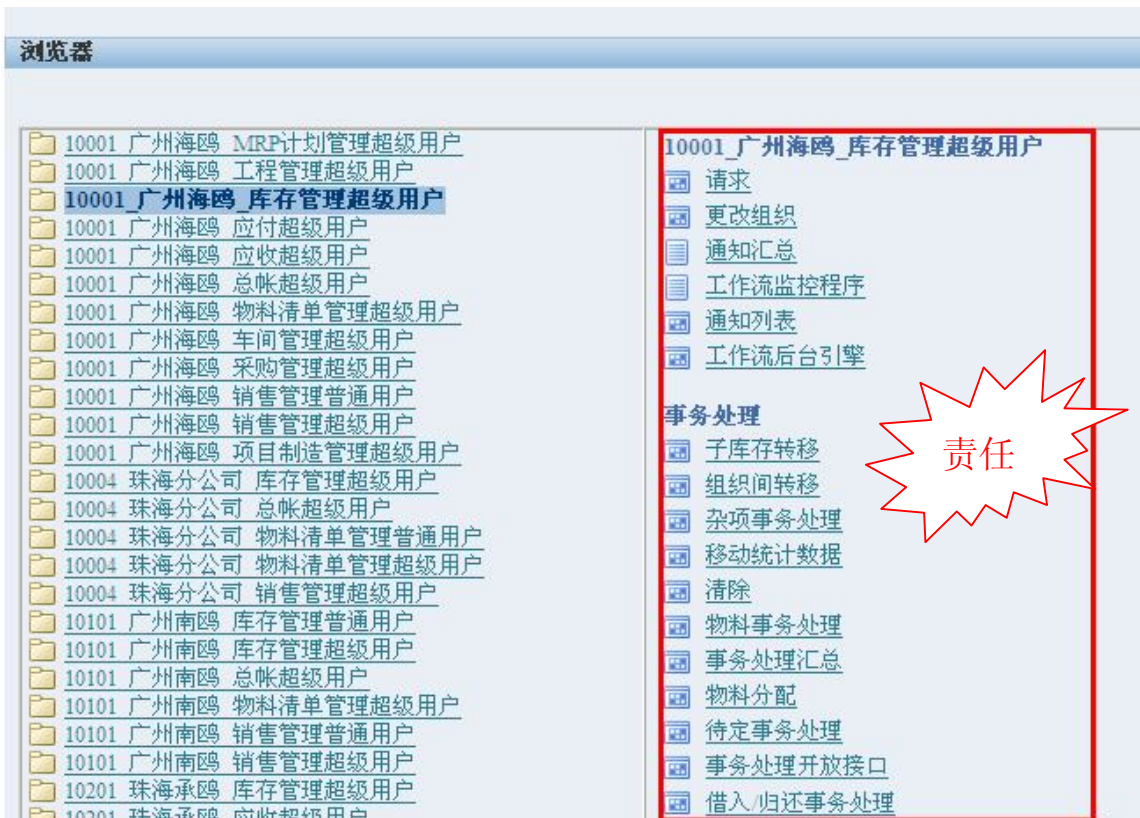 浏览器
10001_广州海鸥_MRP计划管理超级用户
10001_广州海鸥_工程管理超级用户
10001_广州海鸥_库存管理超级用户
10001_广州海鸥_应付超级用户
10001_广州海鸥_应收超级用户
10001_广州海鸥_总帐超级用户
10001_广州海鸥_物料清单管理超级用户
10001_广州海鸥_车间管理超级用户
10001_广州海鸥_采购管理超级用户
10001_广州海鸥_销售管理普通用户
10001_广州海鸥_销售管理超级用户
10001_广州海鸥_项目制造管理超级用户
10004_珠海分公司_库存管理超级用户
10004_珠海分公司_总帐超级用户
10004_珠海分公司_物料清单管理普通用户
10004_珠海分公司_物料清单管理超级用户
10004_珠海分公司_销售管理超级用户
10101_广州南鸥_库存管理普通用户
10101_广州南鸥_库存管理超级用户
10101_广州南鸥_总帐超级用户
10101_广州南鸥_物料清单管理超级用户
10101_广州南鸥_销售管理普通用户
10101_广州南鸥_销售管理超级用户
10201_珠海承鸥_库存管理超级用户
10201_珠海承鸥_应收超级用户
10001_广州海鸥_库存管理超级用户
请求
更改组织
通知汇总
工作流监控程序
通知列表
工作流后台引擎
事务处理
子库存转移
组织间转移
杂项事务处理
移动统计数据
清除
物料事务处理
事务处理汇总
物料分配
待定事务处理
事务处理开放接口
借入/归还事务处理
责任